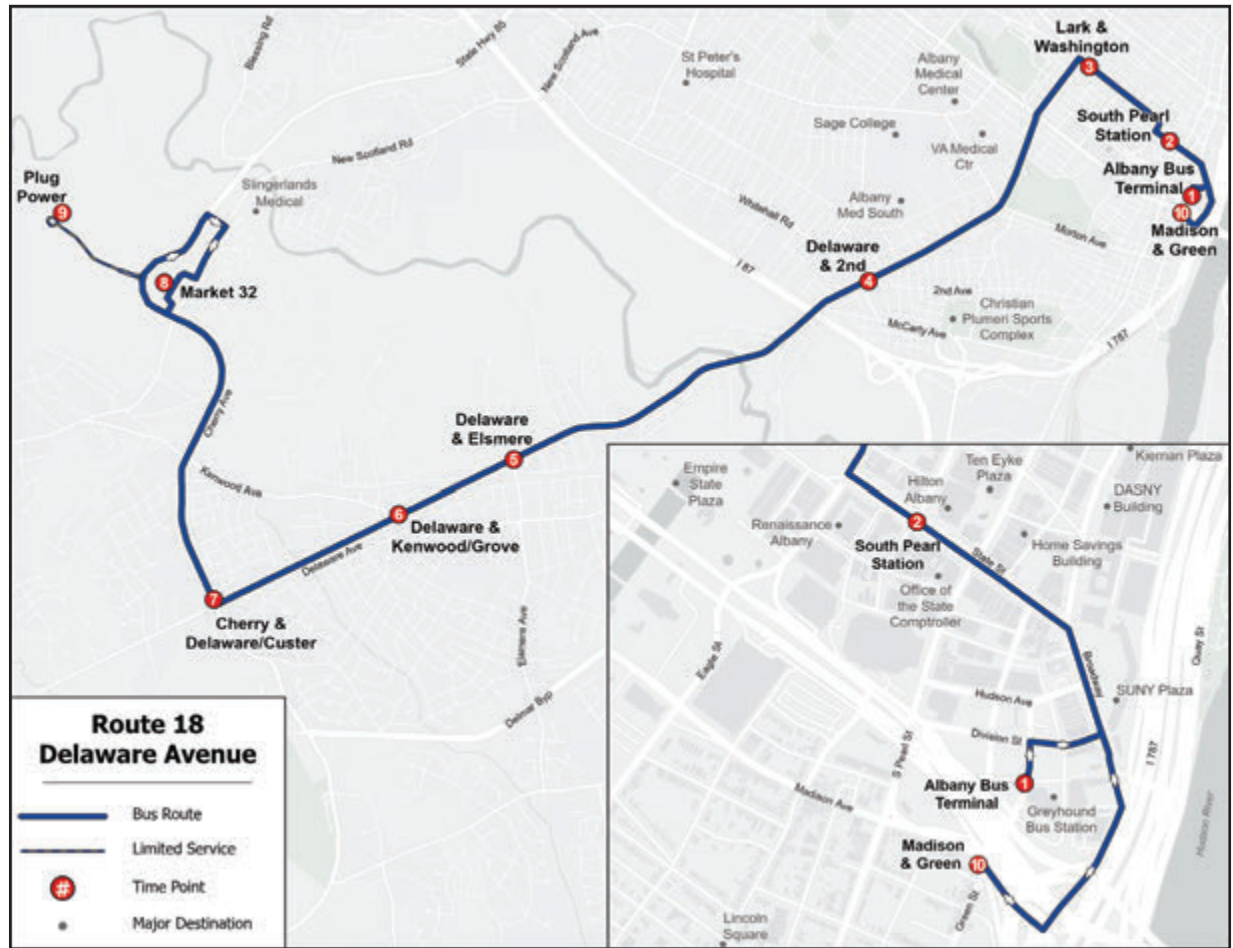 Lark &
Washington
Blessing Rd
State Hwy 85
New Scotland Ave
St Peter's
Hospital
Albany
Medical
Center
South Pearl
Station
Sage College
VA Medical
Ctr
Albany Bus
Terminal
New Scotland Rd
Plug
Power
Slingerlands
Medical
Albany
Med South
Whitehall Rd
Morton Ave
Madison
& Green
Delaware
& 2nd
I 87
Market 32
2nd Ave
Christian
Plumeri Sports
Complex
McCarty Ave
I 787
Cherry Ave
Delaware
& Elsmere
Kenwood Ave
Delaware &
Kenwood/Grove
Delaware Ave
Cherry &
Delaware/Custer
Elsmere Ave
Delmar Byp
1
2
3
4
5
6
7
8
9
10
Route 18
Delaware Avenue
Bus Route
Limited Service
# Time Point
Major Destination
Kiernan Plaza
Empire
State
Plaza
Ten Eyke
Plaza
Hilton
Albany
DASNY
Building
Renaissance
Albany
2
South Pearl
Station
State St
Home Savings
Building
Office of
the State
Comptroller
Eagle St
Broadway
Quay St
Hudson Ave
SUNY Plaza
Division St
S Pearl St
I 787
Albany Bus
Terminal
1
Greyhound
Bus Station
Madison Ave
Hudson River
Madison
& Green
10
Green St
Lincoln
Square